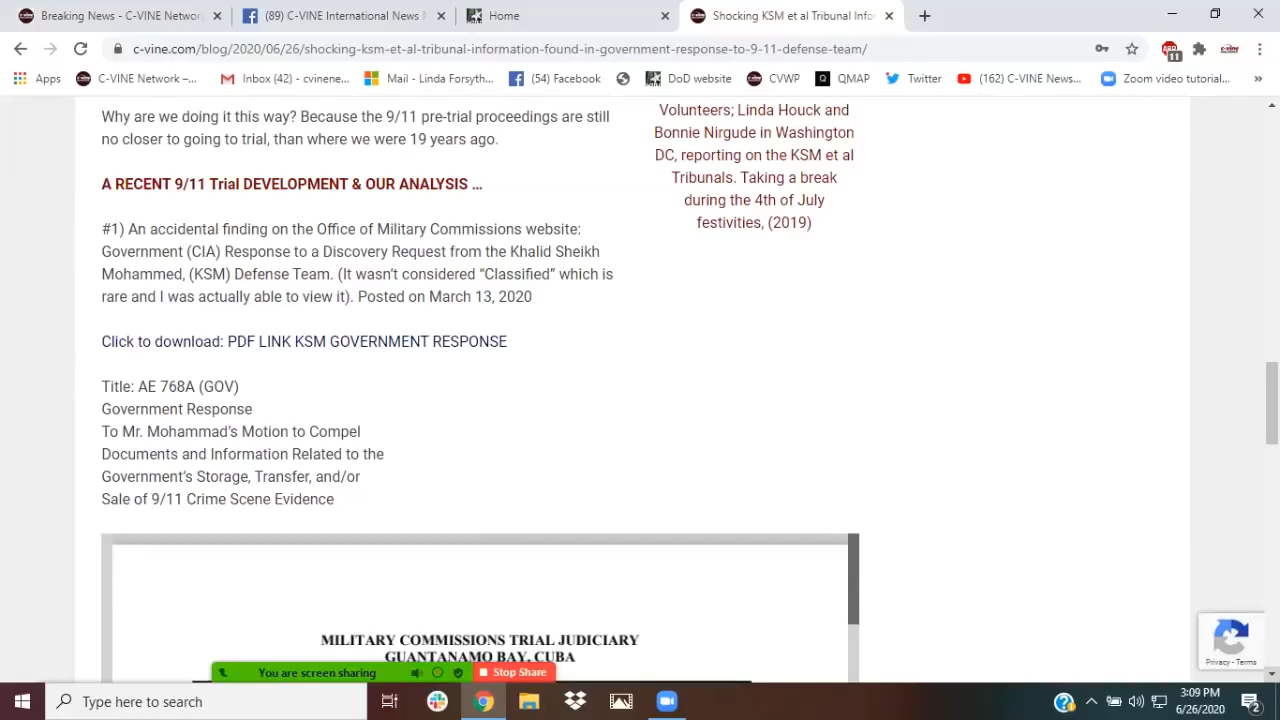 Breaking News - C-VINE Network
(89) C-VINE International News
Home
Shocking KSM et al Tribunal Info
c-vine.com/blog/2020/06/26/shocking-ksm-et-al-tribunal-information-found-in-government-response-to-9-11-defense-team/
11
Apps
C-VINE Network –...
Inbox (42) - cvinene...
Mail - Linda Forsyth...
(54) Facebook
DoD website
CVWP
Q
QMAP
Twitter
(162) C-VINE News...
Zoom video tutorial...
»
Why are we doing it this way? Because the 9/11 pre-trial proceedings are still
no closer to going to trial, than where we were 19 years ago.
A RECENT 9/11 Trial DEVELOPMENT & OUR ANALYSIS …
#1) An accidental finding on the Office of Military Commissions website:
Government (CIA) Response to a Discovery Request from the Khalid Sheikh
Mohammed, (KSM) Defense Team. (It wasn't considered “Classified” which is
rare and I was actually able to view it). Posted on March 13, 2020
Click to download: PDF LINK KSM GOVERNMENT RESPONSE
Title: AE 768A (GOV)
Government Response
To Mr. Mohammad's Motion to Compel
Documents and Information Related to the
Government's Storage, Transfer, and/or
Sale of 9/11 Crime Scene Evidence
Volunteers; Linda Houck and
Bonnie Nirgude in Washington
DC, reporting on the KSM et al
Tribunals. Taking a break
during the 4th of July
festivities, (2019)
MILITARY COMMISSIONS TRIAL JUDICIARY
GUANTANAMO BAY, CUBA
Privacy - Terms
You are screen sharing
Stop Share
Type here to search
3:09 PM
6/26/2020
2